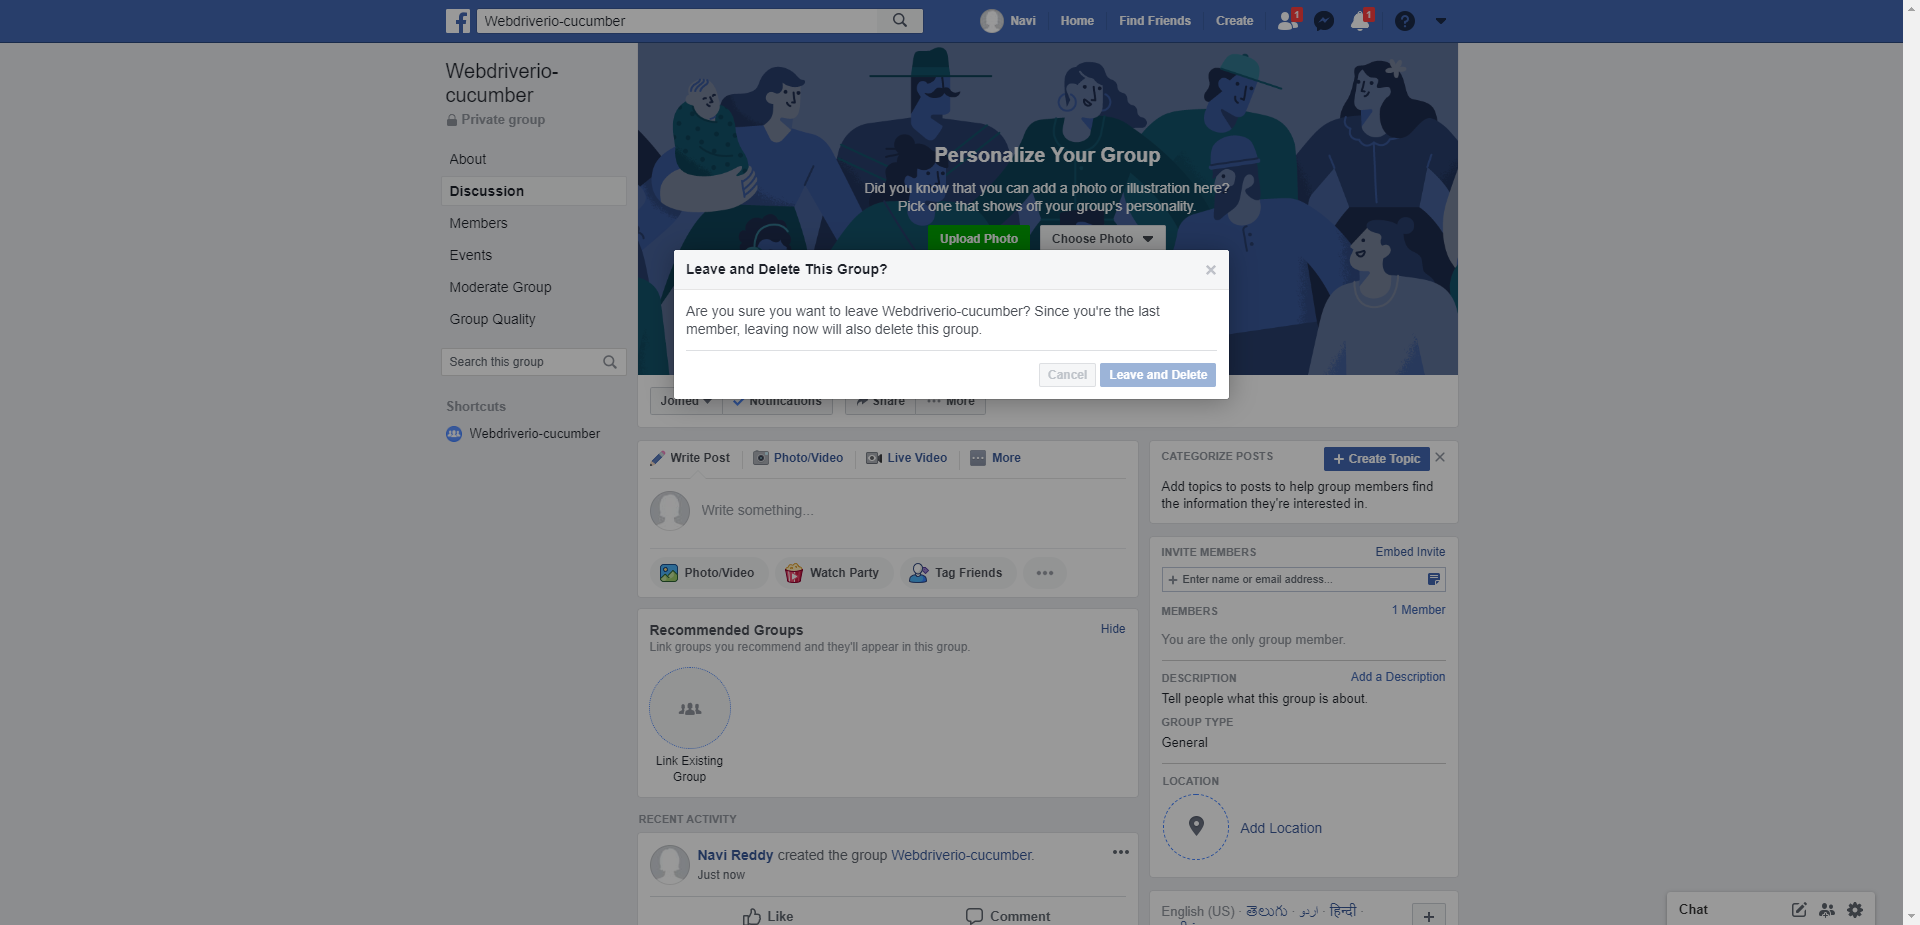 Webdriverio-cucumber
Navi
Home
Find Friends
Create
1
1
Webdriverio-
cucumber
Private group
About
Discussion
Members
Events
Moderate Group
Group Quality
Search this group
Shortcuts
Webdriverio-cucumber
Personalize Your Group
Did you know that you can add a photo or illustration here?
Pick one that shows off your group's personality.
Upload Photo
Choose Photo
Leave and Delete This Group?
Are you sure you want to leave Webdriverio-cucumber? Since you're the last
member, leaving now will also delete this group.
Cancel
Leave and Delete
Joined
Notifications
Share
More
Write Post
Photo/Video
Live Video
More
Write something...
Photo/Video
Watch Party
Tag Friends
Recommended Groups
Hide
Link groups you recommend and they'll appear in this group.
Link Existing
Group
RECENT ACTIVITY
Navi Reddy created the group Webdriverio-cucumber.
Just now
Like
Comment
CATEGORIZE POSTS
Create Topic
Add topics to posts to help group members find
the information they're interested in.
INVITE MEMBERS
Embed Invite
Enter name or email address...
MEMBERS
1 Member
You are the only group member.
DESCRIPTION
Add a Description
Tell people what this group is about.
GROUP TYPE
General
LOCATION
Add Location
English (US) · తెలుగు · اردو · हिन्दी ·
Chat